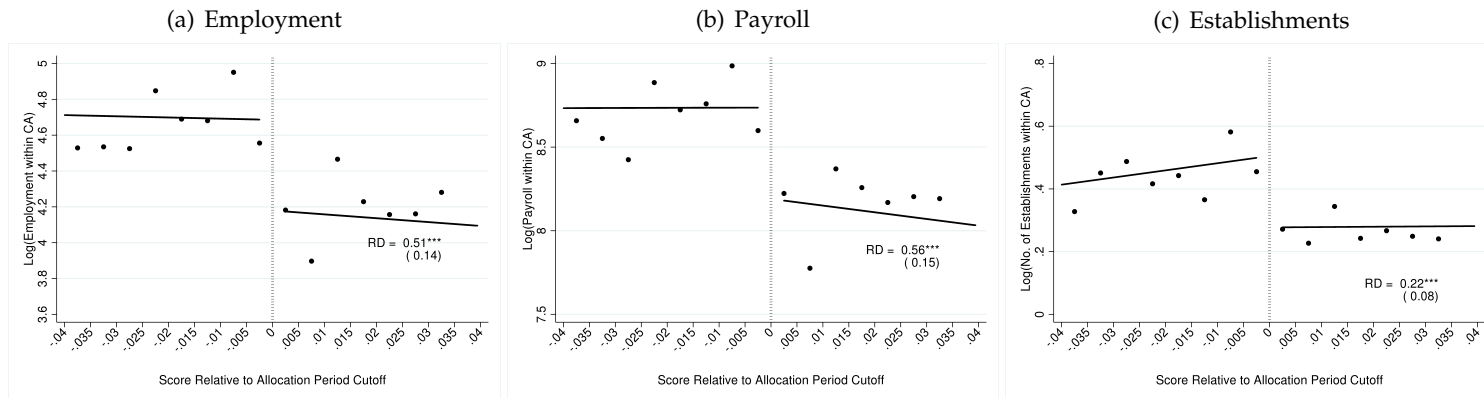 (a) Employment
Log(Employment within CA)
5
4.8
4.6
4.4
4.2
4
3.8
3.6
RD = 0.51***
( 0.14)
-.04 -.035 -.03 -.025 -.02 -.015 -.01 -.005 0 .005 .01 .015 .02 .025 .03 .035 .04
Score Relative to Allocation Period Cutoff
(b) Payroll
Log(Payroll within CA)
9
8.5
8
7.5
RD = 0.56***
( 0.15)
-.04 -.035 -.03 -.025 -.02 -.015 -.01 -.005 0 .005 .01 .015 .02 .025 .03 .035 .04
Score Relative to Allocation Period Cutoff
(c) Establishments
Log(No. of Establishments within CA)
.8
.6
.4
.2
0
RD = 0.22***
( 0.08)
-.04 -.035 -.03 -.025 -.02 -.015 -.01 -.005 0 .005 .01 .015 .02 .025 .03 .035 .04
Score Relative to Allocation Period Cutoff